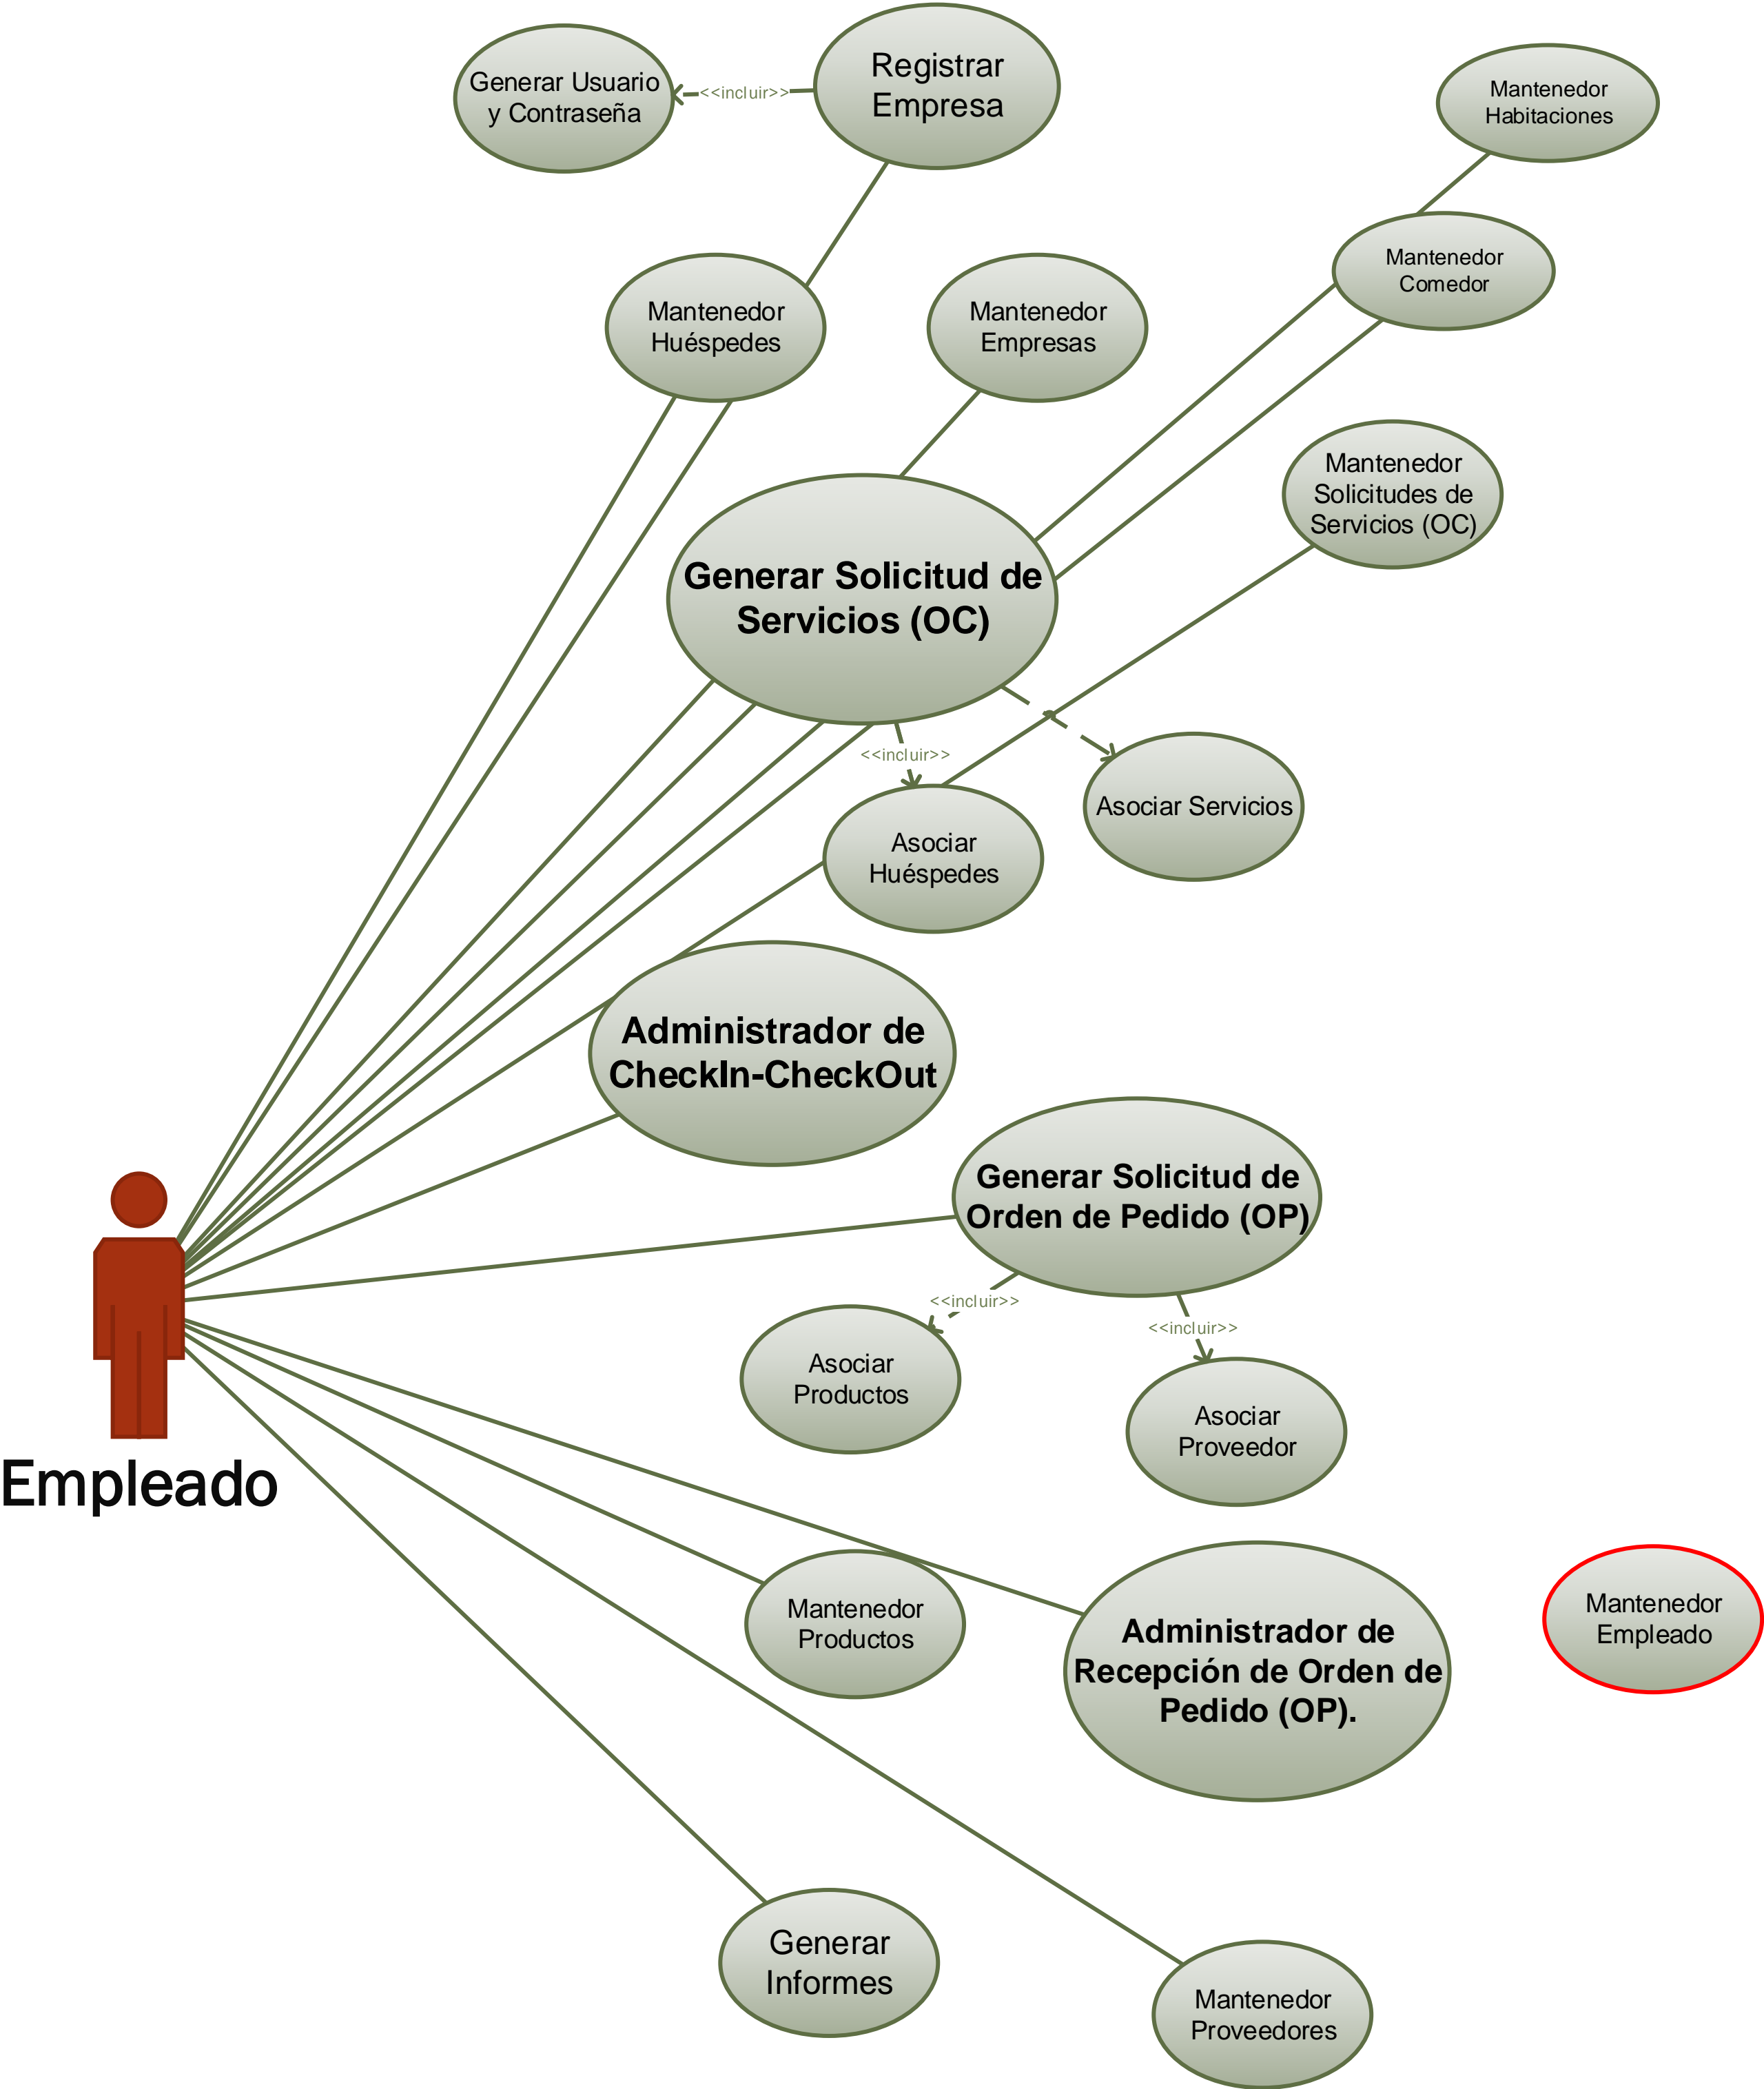 Registrar
Empresa
Generar Usuario
y Contraseña
<<incluir>>
Mantenedor
Habitaciones
Mantenedor
Comedor
Mantenedor
Huéspedes
Mantenedor
Empresas
Mantenedor
Solicitudes de
Servicios (OC)
Generar Solicitud de
Servicios (OC)
<<incluir>>
Asociar Servicios
Asociar
Huéspedes
Administrador de
CheckIn-CheckOut
Generar Solicitud de
Orden de Pedido (OP)
<<incluir>>
<<incluir>>
Asociar
Productos
Asociar
Proveedor
Empleado
Mantenedor
Productos
Administrador de
Recepción de Orden de
Pedido (OP).
Mantenedor
Empleado
Generar
Informes
Mantenedor
Proveedores